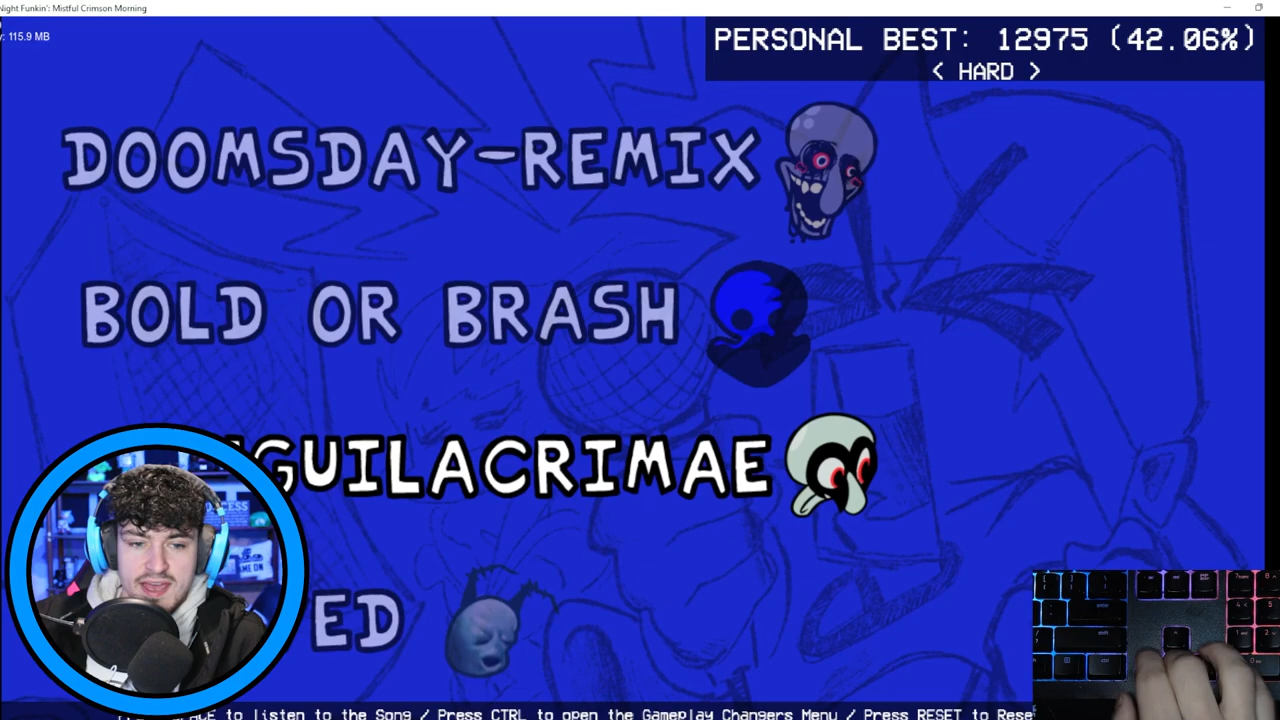 Night Funkin': Mistful Crimson Morning
y: 115.9 MB
PERSONAL BEST: 12975 (42.06%)
< HARD >
DOOMSDAY-REMIX
BOLD OR BRASH
GUILACRIMAE
ED
to listen to the Song / Press CTRL to open the Gameplay Changers Menu / Press RESET to Rese